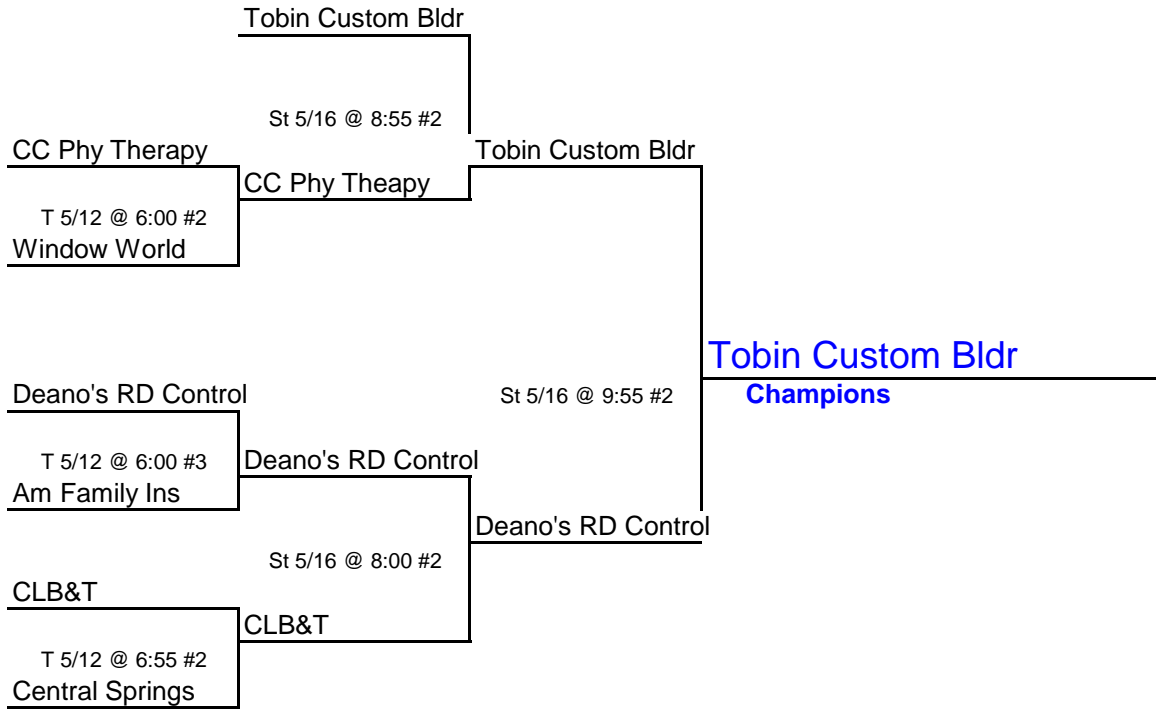 Tobin Custom Bldr
St 5/16 @ 8:55 #2
CC Phy Therapy
Tobin Custom Bldr
CC Phy Theapy
T 5/12 @ 6:00 #2
Window World
Tobin Custom Bldr
Deano's RD Control
St 5/16 @ 9:55 #2
Champions
T 5/12 @ 6:00 #3
Deano's RD Control
Am Family Ins
Deano's RD Control
St 5/16 @ 8:00 #2
CLB&T
CLB&T
T 5/12 @ 6:55 #2
Central Springs